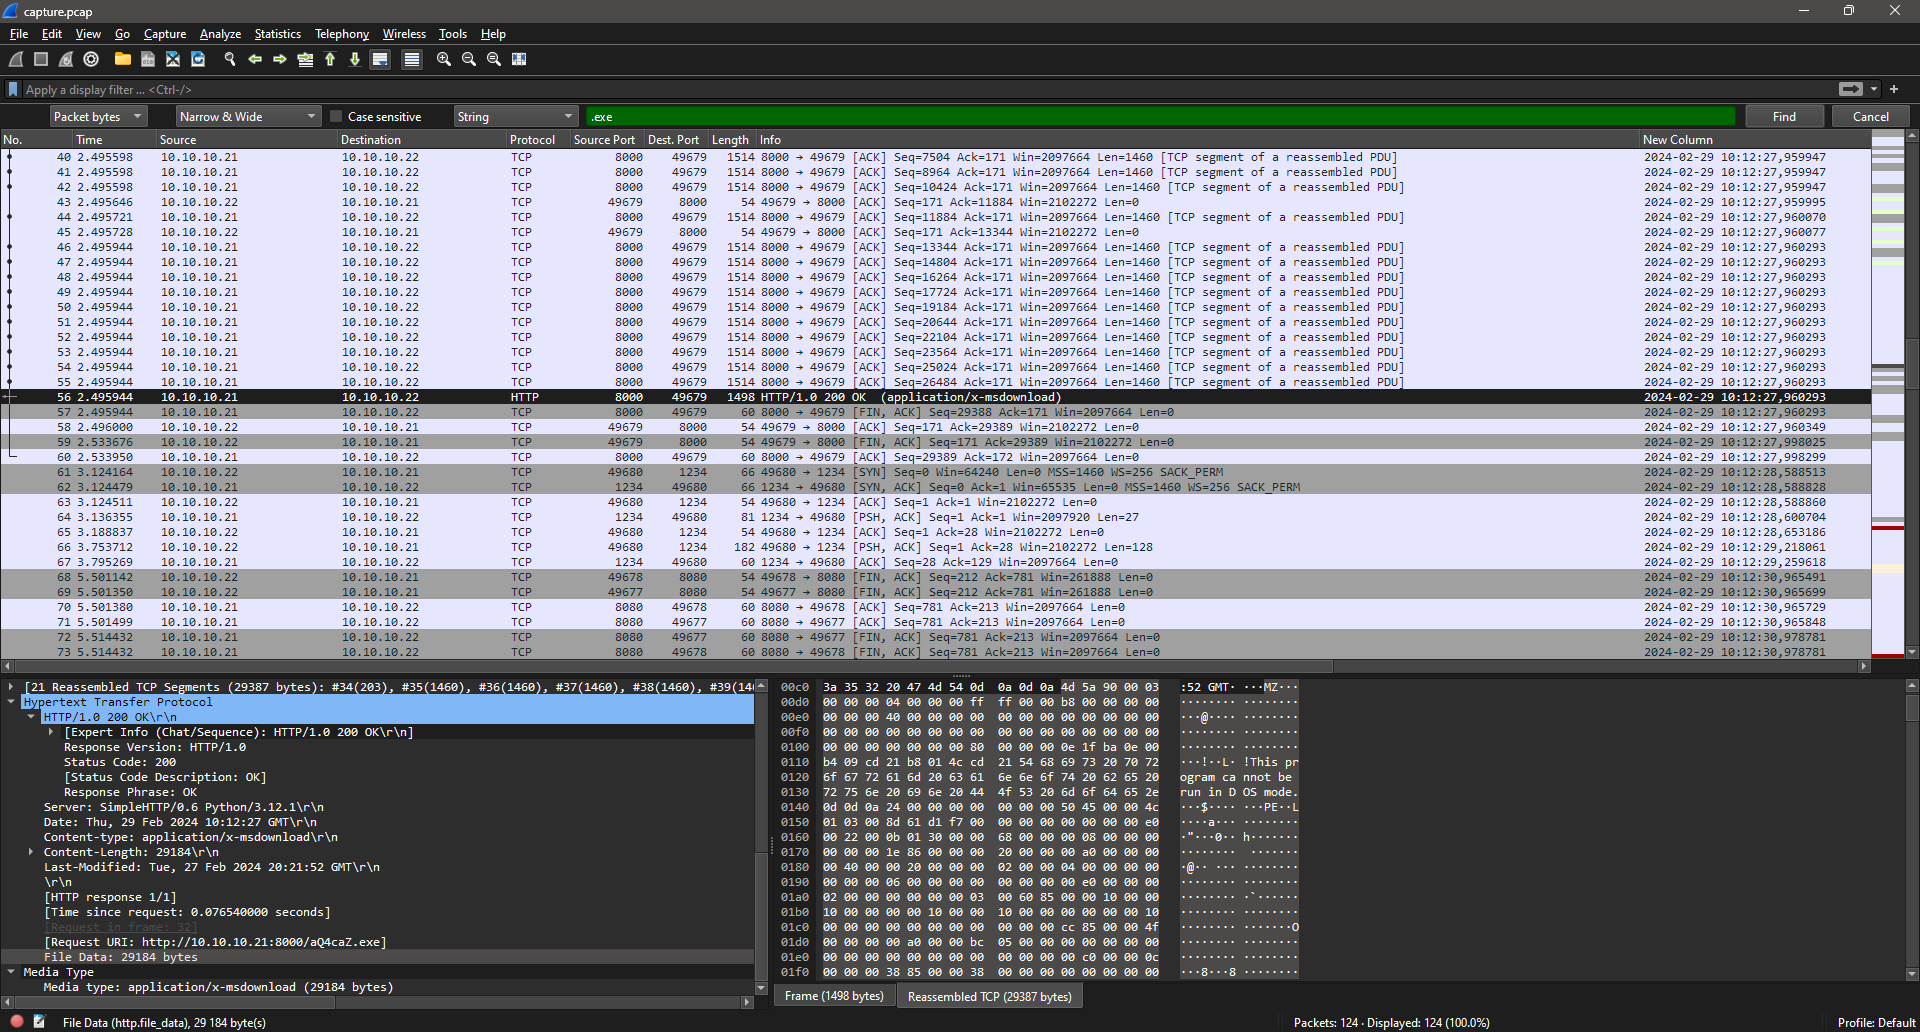 capture.pcap
File Edit View Go Capture Analyze Statistics Telephony Wireless Tools Help
Apply a display filter ... <Ctrl-/>
Packet bytes Narrow & Wide Case sensitive String .exe Find Cancel
No. Time Source Destination Protocol Source Port Dest. Port Length Info New Column
40 2.495598 10.10.10.21 10.10.10.22 TCP 8000 49679 1514 8000 → 49679 [ACK] Seq=7504 Ack=171 Win=2097664 Len=1460 [TCP segment of a reassembled PDU] 2024-02-29 10:12:27,959947
41 2.495598 10.10.10.21 10.10.10.22 TCP 8000 49679 1514 8000 → 49679 [ACK] Seq=8964 Ack=171 Win=2097664 Len=1460 [TCP segment of a reassembled PDU] 2024-02-29 10:12:27,959947
42 2.495598 10.10.10.21 10.10.10.22 TCP 8000 49679 1514 8000 → 49679 [ACK] Seq=10424 Ack=171 Win=2097664 Len=1460 [TCP segment of a reassembled PDU] 2024-02-29 10:12:27,959947
43 2.495646 10.10.10.22 10.10.10.21 TCP 49679 8000 54 49679 → 8000 [ACK] Seq=171 Ack=11884 Win=2102272 Len=0 2024-02-29 10:12:27,959995
44 2.495721 10.10.10.21 10.10.10.22 TCP 8000 49679 1514 8000 → 49679 [ACK] Seq=11884 Ack=171 Win=2097664 Len=1460 [TCP segment of a reassembled PDU] 2024-02-29 10:12:27,960070
45 2.495728 10.10.10.22 10.10.10.21 TCP 49679 8000 54 49679 → 8000 [ACK] Seq=171 Ack=13344 Win=2102272 Len=0 2024-02-29 10:12:27,960077
46 2.495944 10.10.10.21 10.10.10.22 TCP 8000 49679 1514 8000 → 49679 [ACK] Seq=13344 Ack=171 Win=2097664 Len=1460 [TCP segment of a reassembled PDU] 2024-02-29 10:12:27,960293
47 2.495944 10.10.10.21 10.10.10.22 TCP 8000 49679 1514 8000 → 49679 [ACK] Seq=14804 Ack=171 Win=2097664 Len=1460 [TCP segment of a reassembled PDU] 2024-02-29 10:12:27,960293
48 2.495944 10.10.10.21 10.10.10.22 TCP 8000 49679 1514 8000 → 49679 [ACK] Seq=16264 Ack=171 Win=2097664 Len=1460 [TCP segment of a reassembled PDU] 2024-02-29 10:12:27,960293
49 2.495944 10.10.10.21 10.10.10.22 TCP 8000 49679 1514 8000 → 49679 [ACK] Seq=17724 Ack=171 Win=2097664 Len=1460 [TCP segment of a reassembled PDU] 2024-02-29 10:12:27,960293
50 2.495944 10.10.10.21 10.10.10.22 TCP 8000 49679 1514 8000 → 49679 [ACK] Seq=19184 Ack=171 Win=2097664 Len=1460 [TCP segment of a reassembled PDU] 2024-02-29 10:12:27,960293
51 2.495944 10.10.10.21 10.10.10.22 TCP 8000 49679 1514 8000 → 49679 [ACK] Seq=20644 Ack=171 Win=2097664 Len=1460 [TCP segment of a reassembled PDU] 2024-02-29 10:12:27,960293
52 2.495944 10.10.10.21 10.10.10.22 TCP 8000 49679 1514 8000 → 49679 [ACK] Seq=22104 Ack=171 Win=2097664 Len=1460 [TCP segment of a reassembled PDU] 2024-02-29 10:12:27,960293
53 2.495944 10.10.10.21 10.10.10.22 TCP 8000 49679 1514 8000 → 49679 [ACK] Seq=23564 Ack=171 Win=2097664 Len=1460 [TCP segment of a reassembled PDU] 2024-02-29 10:12:27,960293
54 2.495944 10.10.10.21 10.10.10.22 TCP 8000 49679 1514 8000 → 49679 [ACK] Seq=25024 Ack=171 Win=2097664 Len=1460 [TCP segment of a reassembled PDU] 2024-02-29 10:12:27,960293
55 2.495944 10.10.10.21 10.10.10.22 TCP 8000 49679 1514 8000 → 49679 [ACK] Seq=26484 Ack=171 Win=2097664 Len=1460 [TCP segment of a reassembled PDU] 2024-02-29 10:12:27,960293
56 2.495944 10.10.10.21 10.10.10.22 HTTP 8000 49679 1498 HTTP/1.0 200 OK (application/x-msdownload) 2024-02-29 10:12:27,960293
57 2.495944 10.10.10.21 10.10.10.22 TCP 8000 49679 60 8000 → 49679 [FIN, ACK] Seq=29388 Ack=171 Win=2097664 Len=0 2024-02-29 10:12:27,960293
58 2.496000 10.10.10.22 10.10.10.21 TCP 49679 8000 54 49679 → 8000 [ACK] Seq=171 Ack=29389 Win=2102272 Len=0 2024-02-29 10:12:27,960349
59 2.533676 10.10.10.22 10.10.10.21 TCP 49679 8000 54 49679 → 8000 [FIN, ACK] Seq=171 Ack=29389 Win=2102272 Len=0 2024-02-29 10:12:27,998025
60 2.533950 10.10.10.21 10.10.10.22 TCP 8000 49679 60 8000 → 49679 [ACK] Seq=29389 Ack=172 Win=2097664 Len=0 2024-02-29 10:12:27,998299
61 3.124164 10.10.10.22 10.10.10.21 TCP 49680 1234 66 49680 → 1234 [SYN] Seq=0 Win=64240 Len=0 MSS=1460 WS=256 SACK_PERM 2024-02-29 10:12:28,588513
62 3.124479 10.10.10.21 10.10.10.22 TCP 1234 49680 66 1234 → 49680 [SYN, ACK] Seq=0 Ack=1 Win=65535 Len=0 MSS=1460 WS=256 SACK_PERM 2024-02-29 10:12:28,588828
63 3.124511 10.10.10.22 10.10.10.21 TCP 49680 1234 54 49680 → 1234 [ACK] Seq=1 Ack=1 Win=2102272 Len=0 2024-02-29 10:12:28,588860
64 3.136355 10.10.10.21 10.10.10.22 TCP 1234 49680 81 1234 → 49680 [PSH, ACK] Seq=1 Ack=1 Win=2097920 Len=27 2024-02-29 10:12:28,600704
65 3.188837 10.10.10.22 10.10.10.21 TCP 49680 1234 54 49680 → 1234 [ACK] Seq=1 Ack=28 Win=2102272 Len=0 2024-02-29 10:12:28,653186
66 3.753712 10.10.10.22 10.10.10.21 TCP 49680 1234 182 49680 → 1234 [PSH, ACK] Seq=1 Ack=28 Win=2102272 Len=128 2024-02-29 10:12:29,218061
67 3.795269 10.10.10.21 10.10.10.22 TCP 1234 49680 60 1234 → 49680 [ACK] Seq=28 Ack=129 Win=2097664 Len=0 2024-02-29 10:12:29,259618
68 5.501142 10.10.10.22 10.10.10.21 TCP 49678 8080 54 49678 → 8080 [FIN, ACK] Seq=212 Ack=781 Win=261888 Len=0 2024-02-29 10:12:30,965491
69 5.501350 10.10.10.22 10.10.10.21 TCP 49677 8080 54 49677 → 8080 [FIN, ACK] Seq=212 Ack=781 Win=261888 Len=0 2024-02-29 10:12:30,965699
70 5.501380 10.10.10.21 10.10.10.22 TCP 8080 49678 60 8080 → 49678 [ACK] Seq=781 Ack=213 Win=2097664 Len=0 2024-02-29 10:12:30,965729
71 5.501499 10.10.10.21 10.10.10.22 TCP 8080 49677 60 8080 → 49677 [ACK] Seq=781 Ack=213 Win=2097664 Len=0 2024-02-29 10:12:30,965848
72 5.514432 10.10.10.21 10.10.10.22 TCP 8080 49677 60 8080 → 49677 [FIN, ACK] Seq=781 Ack=213 Win=2097664 Len=0 2024-02-29 10:12:30,978781
73 5.514432 10.10.10.21 10.10.10.22 TCP 8080 49678 60 8080 → 49678 [FIN, ACK] Seq=781 Ack=213 Win=2097664 Len=0 2024-02-29 10:12:30,978781
[21 Reassembled TCP Segments (29387 bytes): #34(203), #35(1460), #36(1460), #37(1460), #38(1460), #39(14
Hypertext Transfer Protocol
HTTP/1.0 200 OK\r\n
[Expert Info (Chat/Sequence): HTTP/1.0 200 OK\r\n]
Response Version: HTTP/1.0
Status Code: 200
[Status Code Description: OK]
Response Phrase: OK
Server: SimpleHTTP/0.6 Python/3.12.1\r\n
Date: Thu, 29 Feb 2024 10:12:27 GMT\r\n
Content-type: application/x-msdownload\r\n
Content-Length: 29184\r\n
Last-Modified: Tue, 27 Feb 2024 20:21:52 GMT\r\n
\r\n
[HTTP response 1/1]
[Time since request: 0.076540000 seconds]
[Request in frame: 32]
[Request URI: http://10.10.10.21:8000/aQ4caZ.exe]
File Data: 29184 bytes
Media Type
Media type: application/x-msdownload (29184 bytes)
00c0 3a 35 32 20 47 4d 54 0d 0a 0d 0a 4d 5a 90 00 03 :52 GMT· ···MZ···
00d0 00 00 00 04 00 00 00 ff ff 00 00 b8 00 00 00 00 ········ ········
00e0 00 00 00 40 00 00 00 00 00 00 00 00 00 00 00 00 ···@···· ········
00f0 00 00 00 00 00 00 00 00 00 00 00 00 00 00 00 00 ········ ········
0100 00 00 00 00 00 00 00 80 00 00 00 0e 1f ba 0e 00 ········ ········
0110 b4 09 cd 21 b8 01 4c cd 21 54 68 69 73 20 70 72 ···!··L· !This pr
0120 6f 67 72 61 6d 20 63 61 6e 6e 6f 74 20 62 65 20 ogram ca nnot be
0130 72 75 6e 20 69 6e 20 44 4f 53 20 6d 6f 64 65 2e run in D OS mode.
0140 0d 0d 0a 24 00 00 00 00 00 00 00 50 45 00 00 4c ···$···· ···PE··L
0150 01 03 00 8d 61 d1 f7 00 00 00 00 00 00 00 00 e0 ····a··· ········
0160 00 22 00 0b 01 30 00 00 68 00 00 00 08 00 00 00 ·"···0·· h·······
0170 00 00 00 1e 86 00 00 00 20 00 00 00 a0 00 00 00 ········ ·······
0180 00 40 00 00 20 00 00 00 02 00 00 04 00 00 00 00 ·@·· ··· ········
0190 00 00 00 06 00 00 00 00 00 00 00 00 e0 00 00 00 ········ ········
01a0 02 00 00 00 00 00 00 03 00 60 85 00 00 10 00 00 ········ ·`······
01b0 10 00 00 00 00 10 00 00 10 00 00 00 00 00 00 10 ········ ········
01c0 00 00 00 00 00 00 00 00 00 00 00 cc 85 00 00 4f ········ ·······O
01d0 00 00 00 00 a0 00 00 bc 05 00 00 00 00 00 00 00 ········ ········
01e0 00 00 00 00 00 00 00 00 00 00 00 00 c0 00 00 0c ········ ········
01f0 00 00 00 38 85 00 00 38 00 00 00 00 00 00 00 00 ···8···8 ········
Frame (1498 bytes) Reassembled TCP (29387 bytes)
File Data (http.file_data), 29 184 byte(s) Packets: 124 · Displayed: 124 (100.0%) Profile: Default